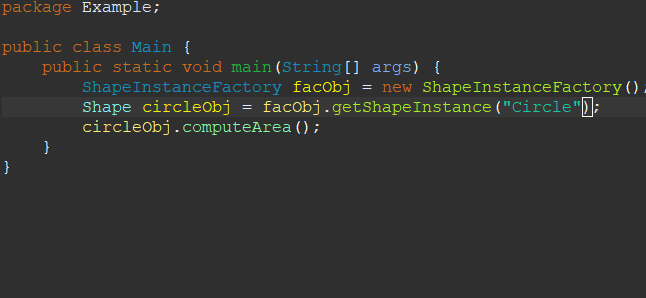 package Example;
public class Main {
public static void main(String[] args) {
ShapeInstanceFactory facObj = new ShapeInstanceFactory();
Shape circleObj = facObj.getShapeInstance("Circle");
circleObj.computeArea();
}
}